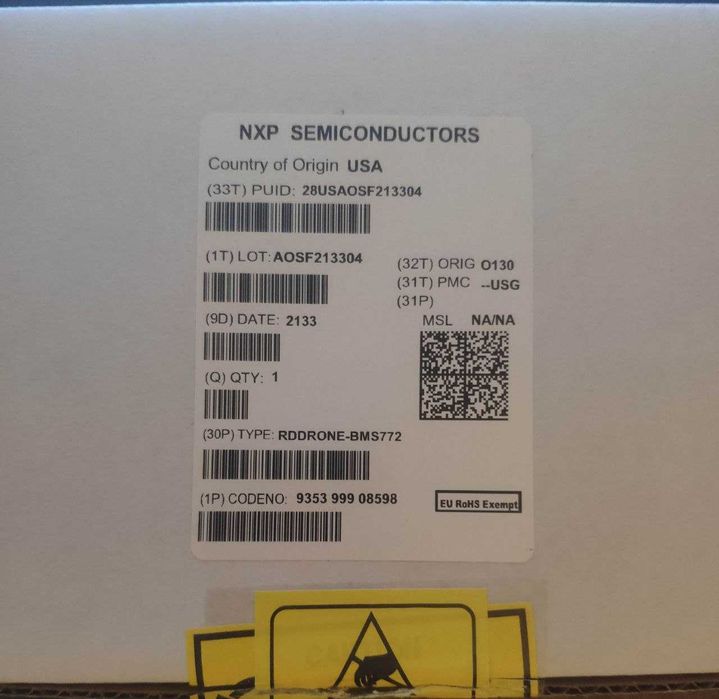 NXP SEMICONDUCTORS
Country of Origin USA
(33T) PUID: 28USAOSF213304
(1T) LOT: AOSF213304
(32T) ORIG O130
(31T) PMC --USG
(31P)
(9D) DATE: 2133
MSL NA/NA
(Q) QTY: 1
(30P) TYPE: RDDRONE-BMS772
(1P) CODENO: 9353 999 08598
EU RoHS Exempt